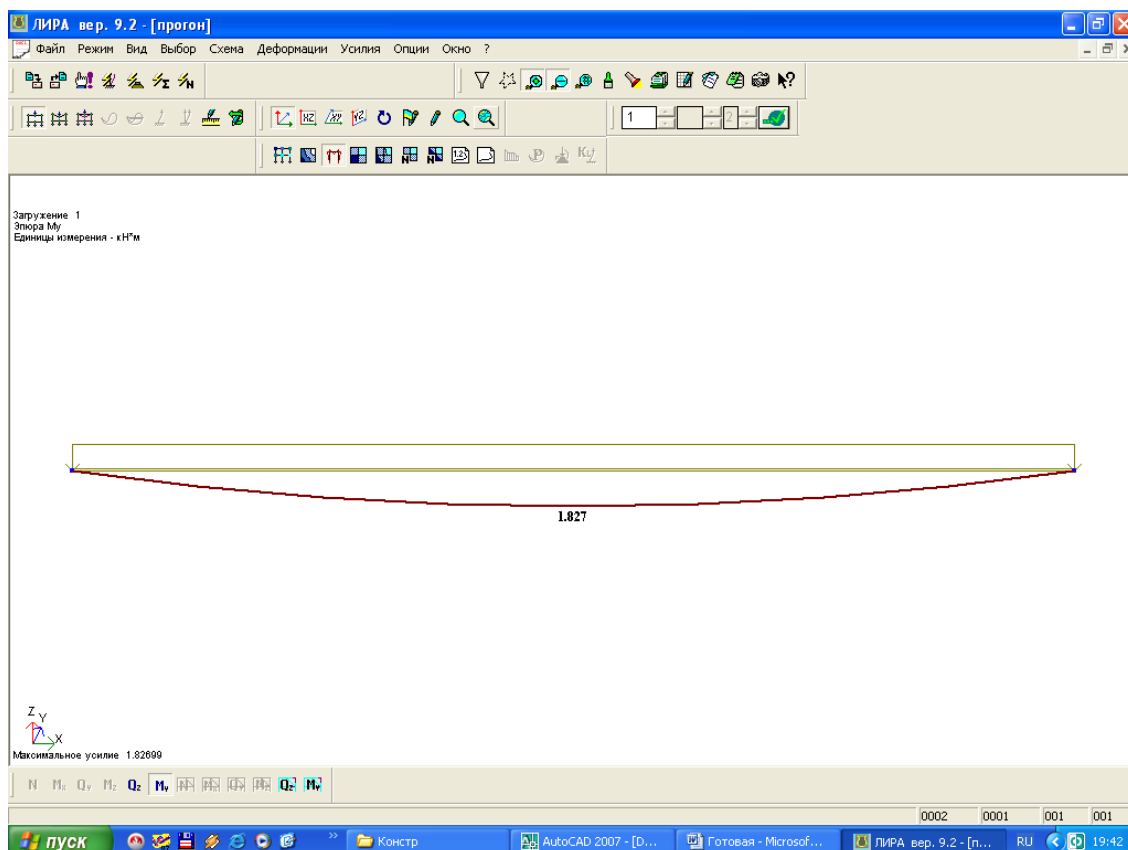 ЛИРА вер. 9.2 - [прогон]
Файл Режим Вид Выбор Схема Деформации Усилия Опции Окно ?
1 2
Загружение 1
Эпюра My
Единицы измерения - кН*м
1.827
Z Y
X
Максимальное усилие 1.82699
N Mx Qy Mz Qz My Qz My
0002 0001 001 001
пуск » Констр AutoCAD 2007 - [D... Готовая - Microsof... ЛИРА вер. 9.2 - [п... RU 19:42